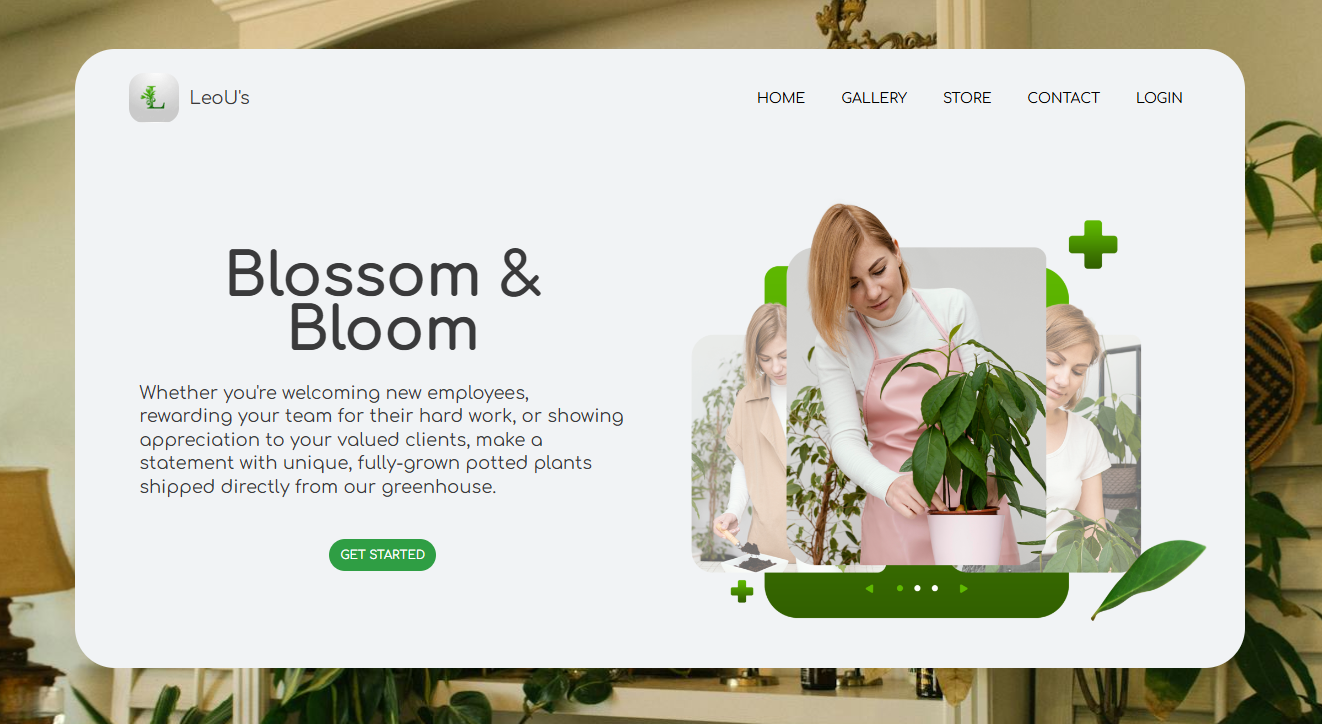 LeoU's
HOME GALLERY STORE CONTACT LOGIN
Blossom &
Bloom
Whether you're welcoming new employees,
rewarding your team for their hard work, or showing
appreciation to your valued clients, make a
statement with unique, fully-grown potted plants
shipped directly from our greenhouse.
GET STARTED